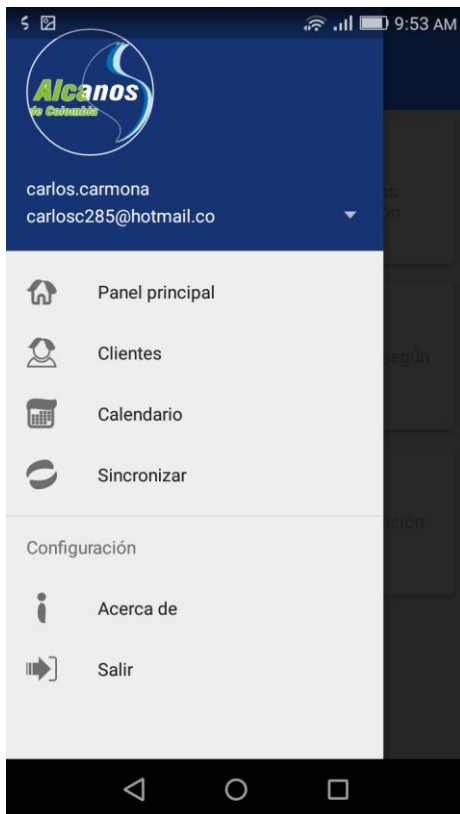 9:53 AM
Alcanos
de Colombia
carlos.carmona
carlosc285@hotmail.co
Panel principal
Clientes
Calendario
Sincronizar
Configuración
Acerca de
Salir
según